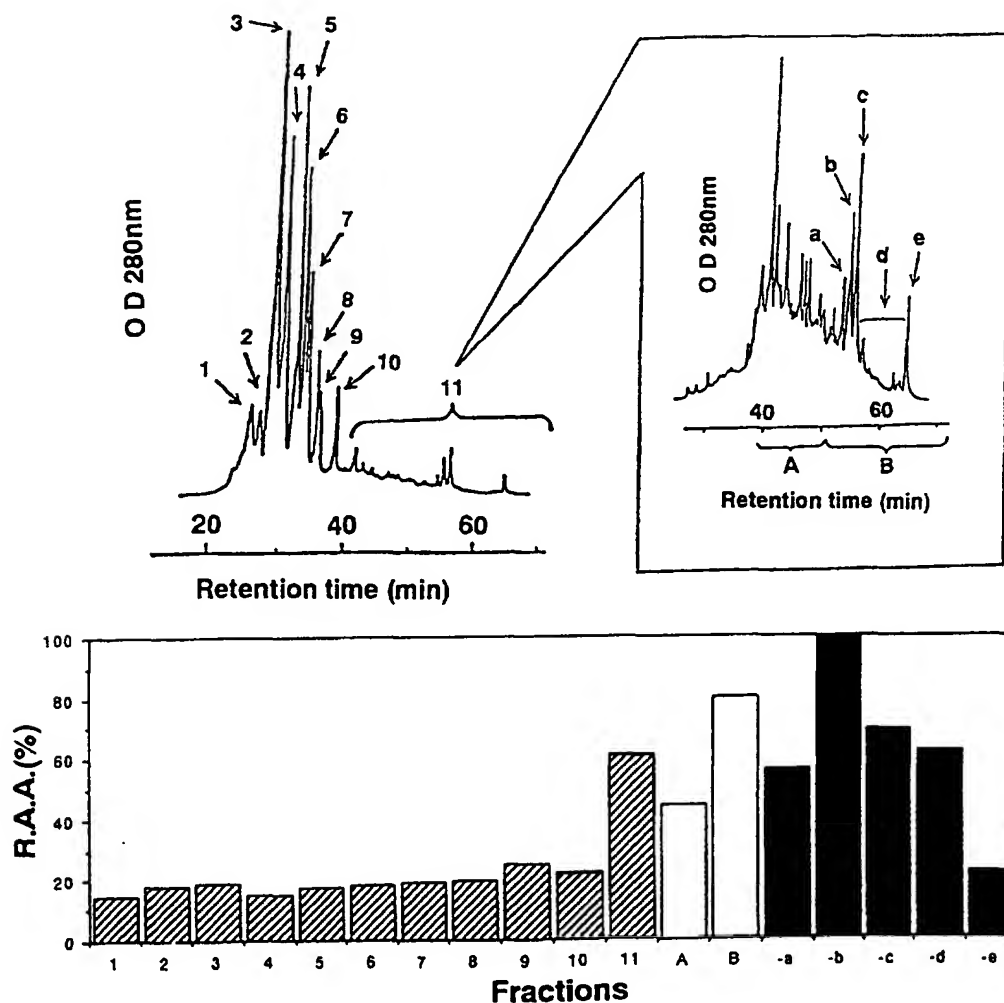 3
4
5
6
7
8
9
10
2
1
11
O D 280nm
20 40 60
Retention time (min)
c
b
a
d
e
O D 280nm
40 60
A B
Retention time (min)
R.A.A.(%)
100
80
60
40
20
0
1 2 3 4 5 6 7 8 9 10 11 A B -a -b -c -d -e
Fractions